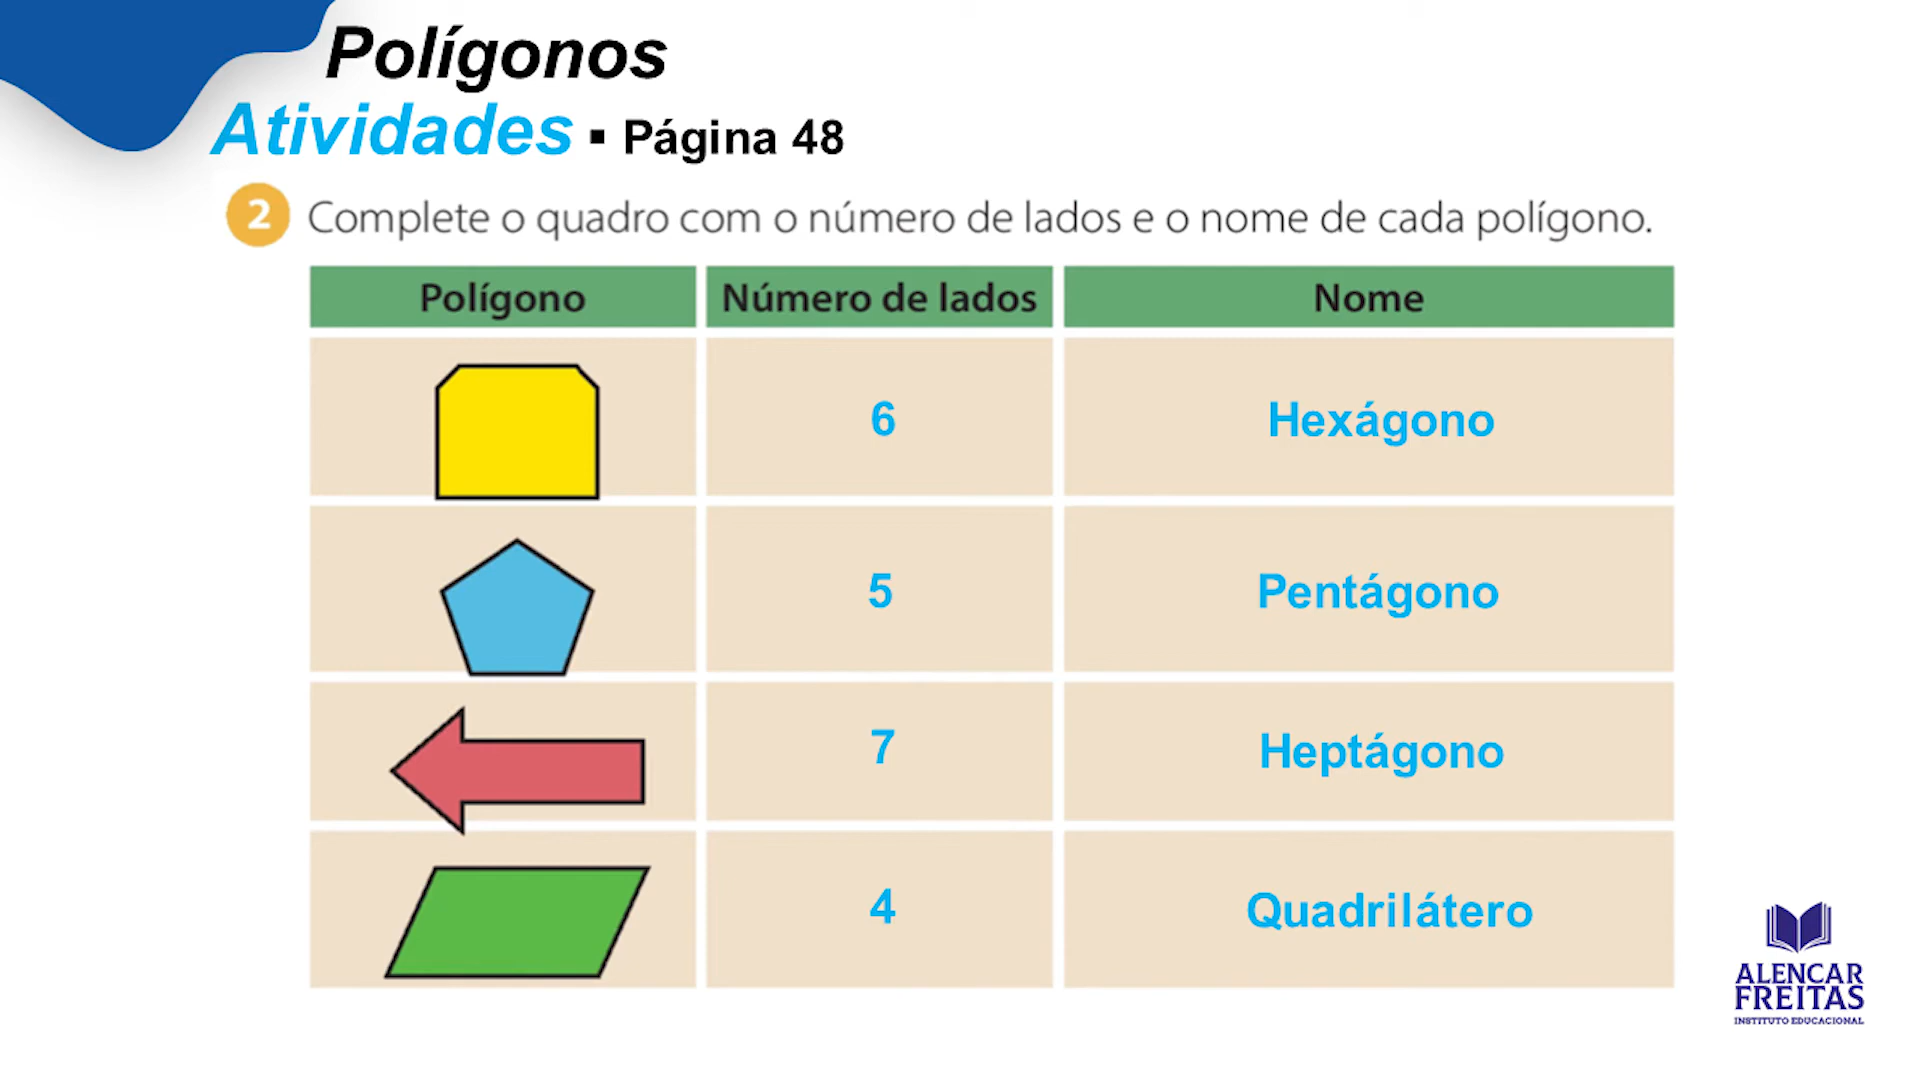 Polígonos
Atividades ▪ Página 48
2 Complete o quadro com o número de lados e o nome de cada polígono.
Polígono Número de lados Nome
6 Hexágono
5 Pentágono
7 Heptágono
4 Quadrilátero
ALENCAR
FREITAS
INSTITUTO EDUCACIONAL